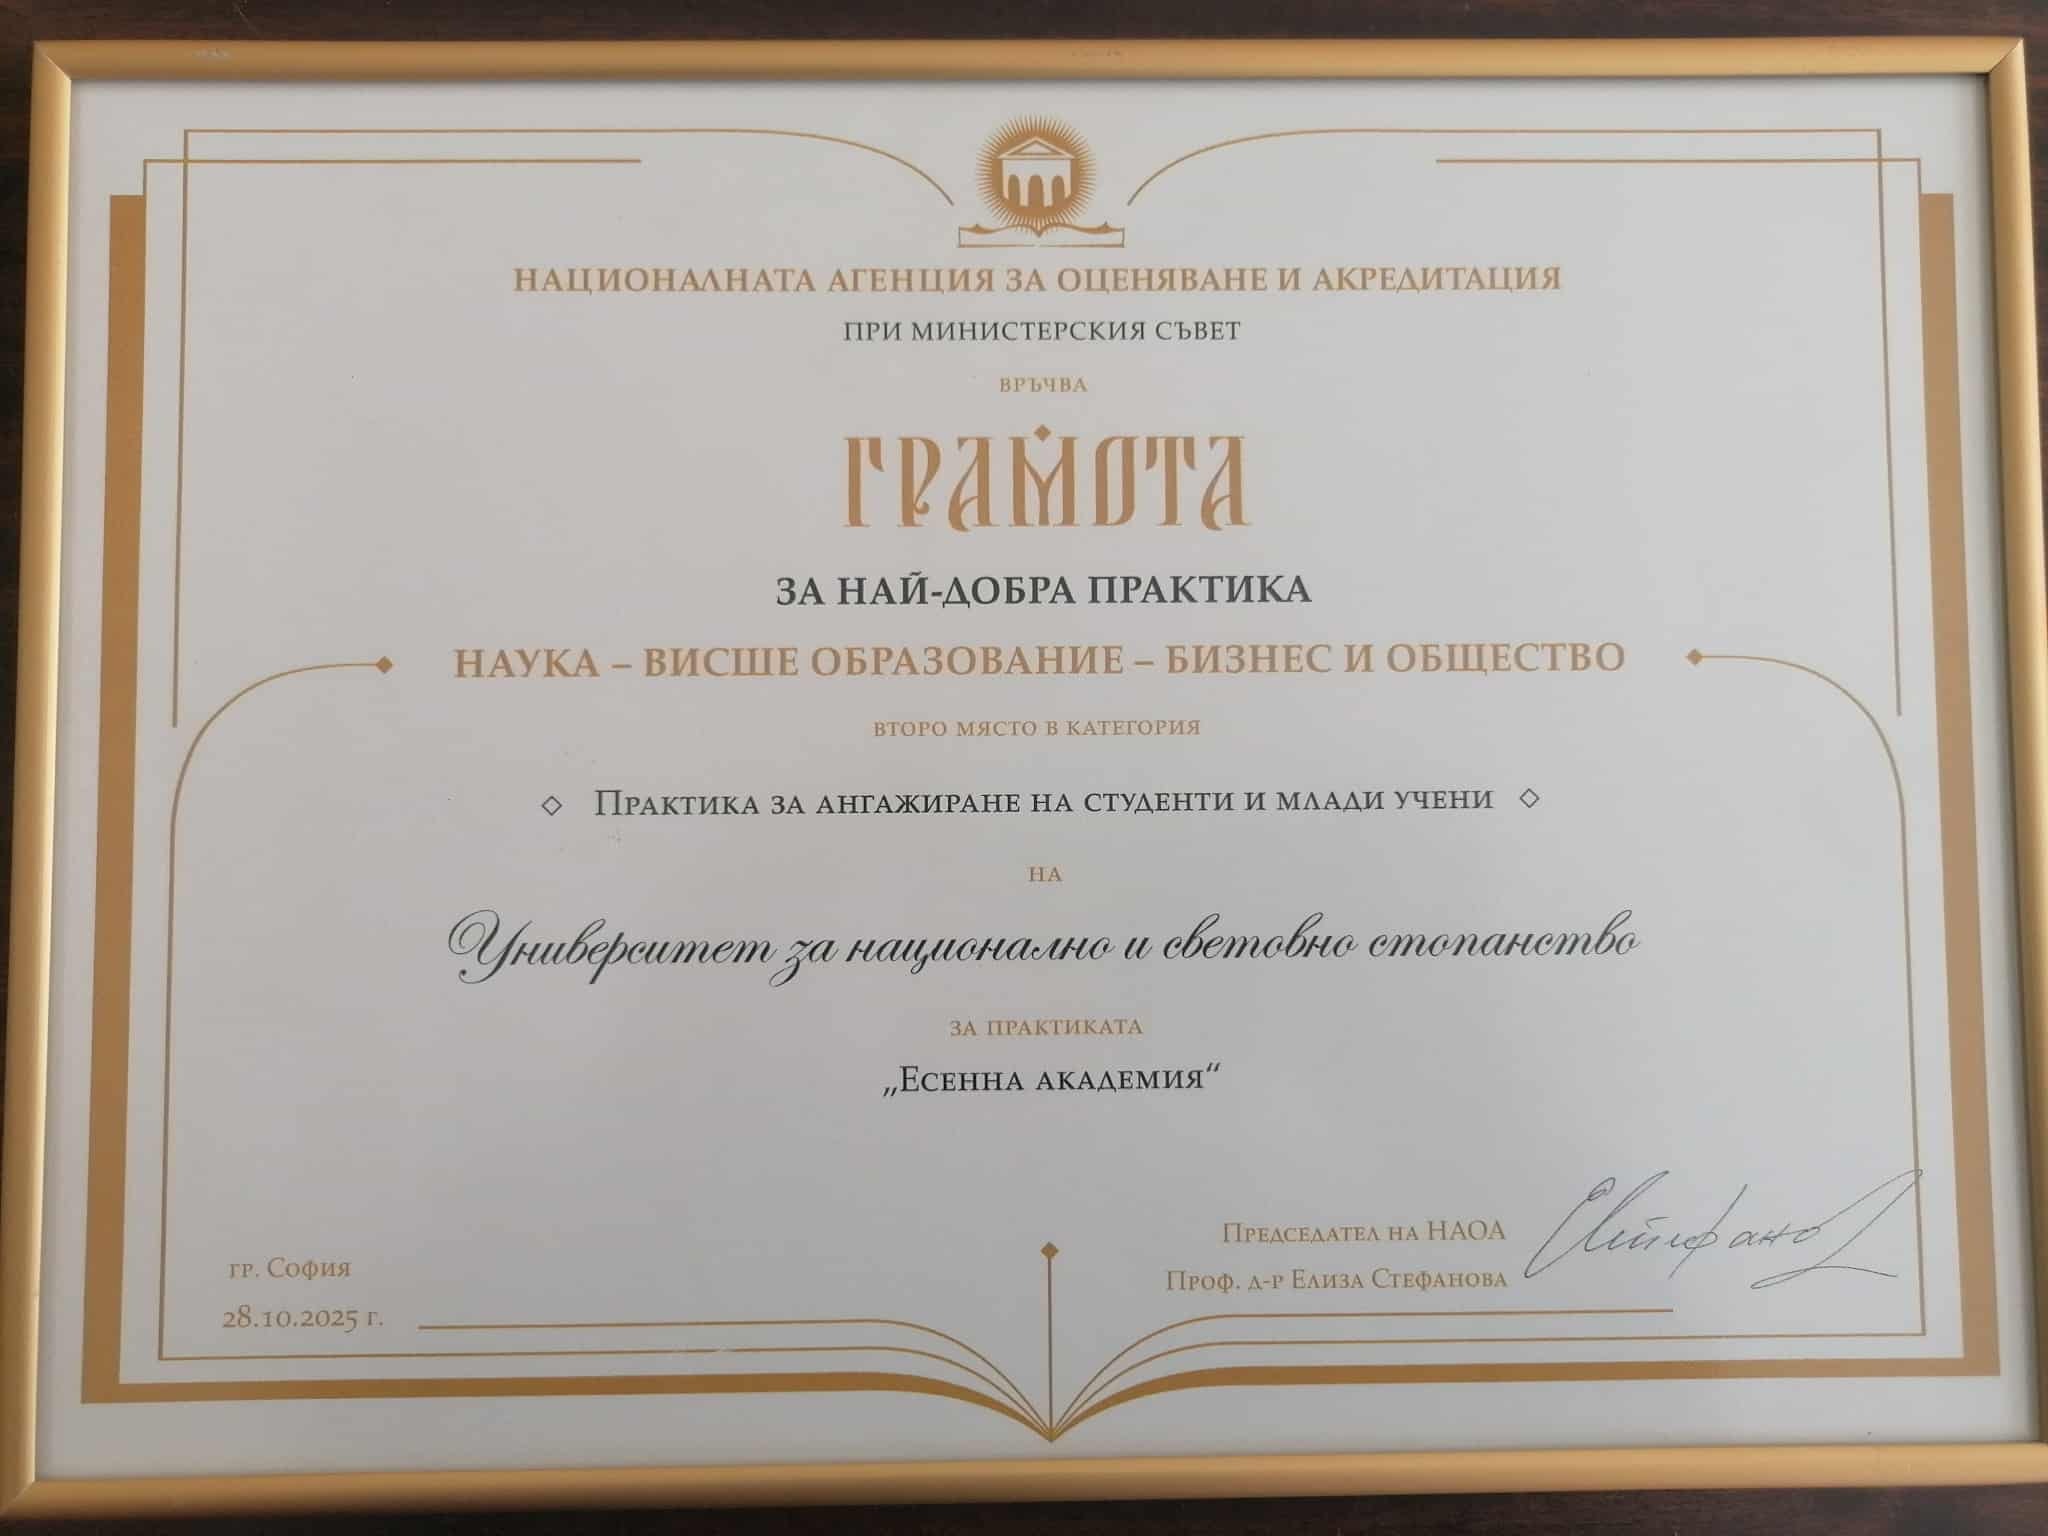 НАЦИОНАЛНАТА АГЕНЦИЯ ЗА ОЦЕНЯВАНЕ И АКРЕДИТАЦИЯ
ПРИ МИНИСТЕРСКИЯ СЪВЕТ
ВРЪЧВА
ГРАМОТА
ЗА НАЙ-ДОБРА ПРАКТИКА
НАУКА – ВИСШЕ ОБРАЗОВАНИЕ – БИЗНЕС И ОБЩЕСТВО
ВТОРО МЯСТО В КАТЕГОРИЯ
ПРАКТИКА ЗА АНГАЖИРАНЕ НА СТУДЕНТИ И МЛАДИ УЧЕНИ
НА
Университет за национално и световно стопанство
ЗА ПРАКТИКАТА
„ЕСЕННА АКАДЕМИЯ“
ПРЕДСЕДАТЕЛ НА НАОА
ПРОФ. Д-Р ЕЛИЗА СТЕФАНОВА
гр. София
28.10.2025 г.